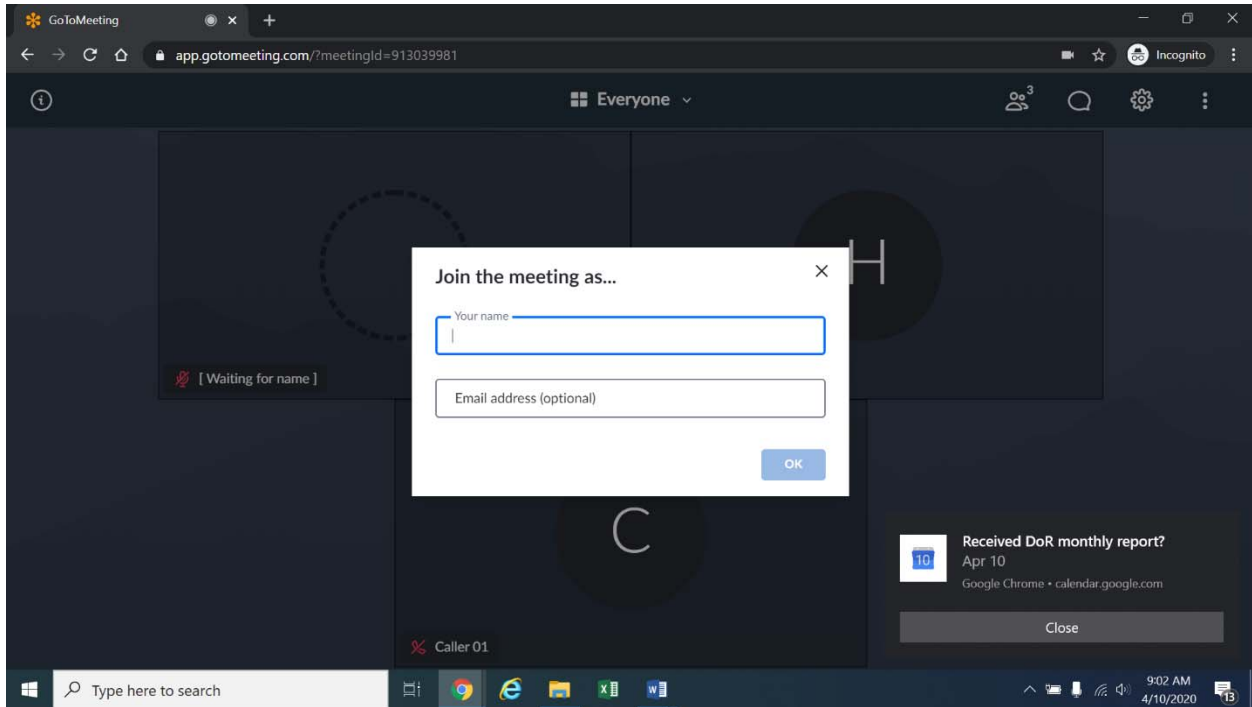 GoToMeeting
app.gotomeeting.com/?meetingId=913039981
Incognito
Everyone
3
H
Join the meeting as...
Your name
[ Waiting for name ]
Email address (optional)
OK
C
Received DoR monthly report?
10
Apr 10
Google Chrome • calendar.google.com
Close
Caller 01
Type here to search
9:02 AM
4/10/2020
13